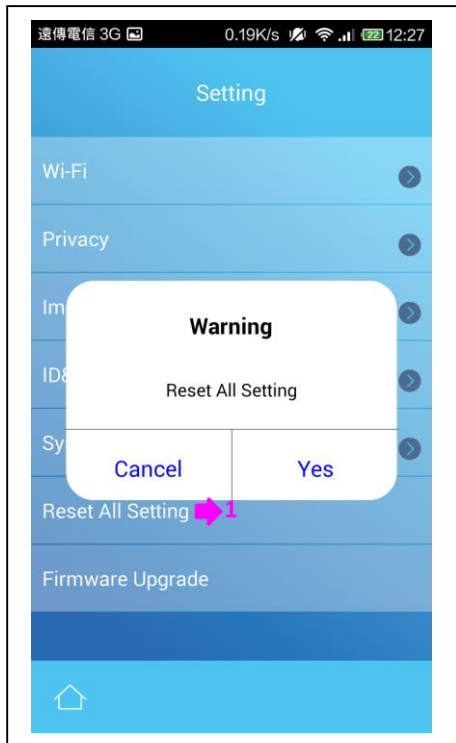 遠傳電信 3G 0.19K/s 22 12:27
Setting
Wi-Fi
Privacy
Im
Warning
ID&
Reset All Setting
Sy
Cancel Yes
Reset All Setting 1
Firmware Upgrade